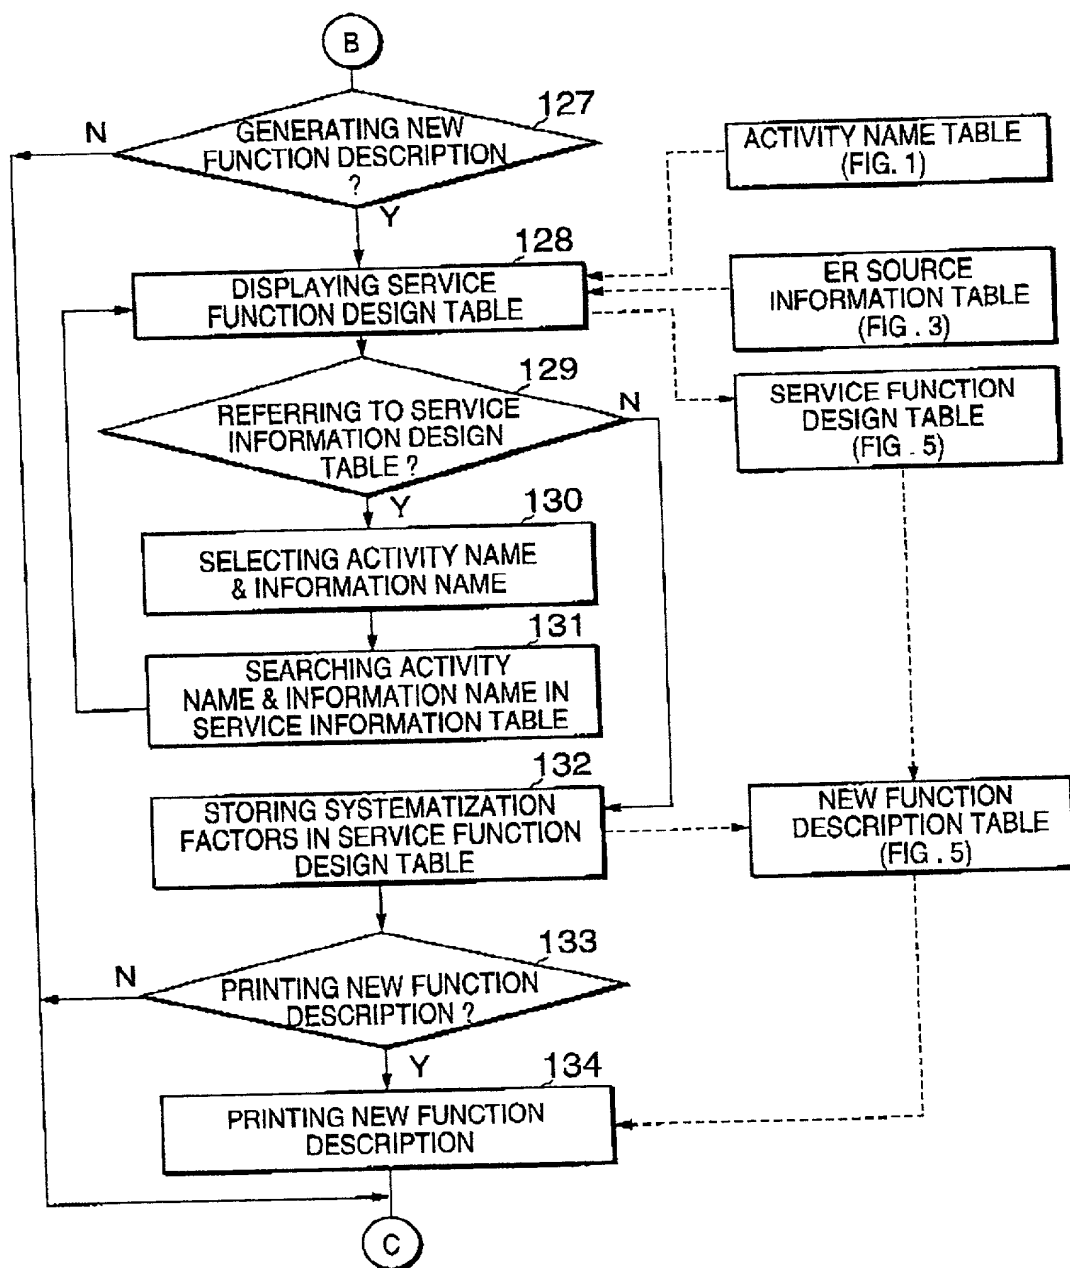 B
127
N
GENERATING NEW
FUNCTION DESCRIPTION
?
Y
ACTIVITY NAME TABLE
(FIG. 1)
128
DISPLAYING SERVICE
FUNCTION DESIGN TABLE
ER SOURCE
INFORMATION TABLE
(FIG . 3)
129
N
REFERRING TO SERVICE
INFORMATION DESIGN
TABLE ?
Y
SERVICE FUNCTION
DESIGN TABLE
(FIG . 5)
130
SELECTING ACTIVITY NAME
& INFORMATION NAME
131
SEARCHING ACTIVITY
NAME & INFORMATION NAME IN
SERVICE INFORMATION TABLE
132
STORING SYSTEMATIZATION
FACTORS IN SERVICE FUNCTION
DESIGN TABLE
NEW FUNCTION
DESCRIPTION TABLE
(FIG . 5)
133
N
PRINTING NEW FUNCTION
DESCRIPTION ?
Y
134
PRINTING NEW FUNCTION
DESCRIPTION
C